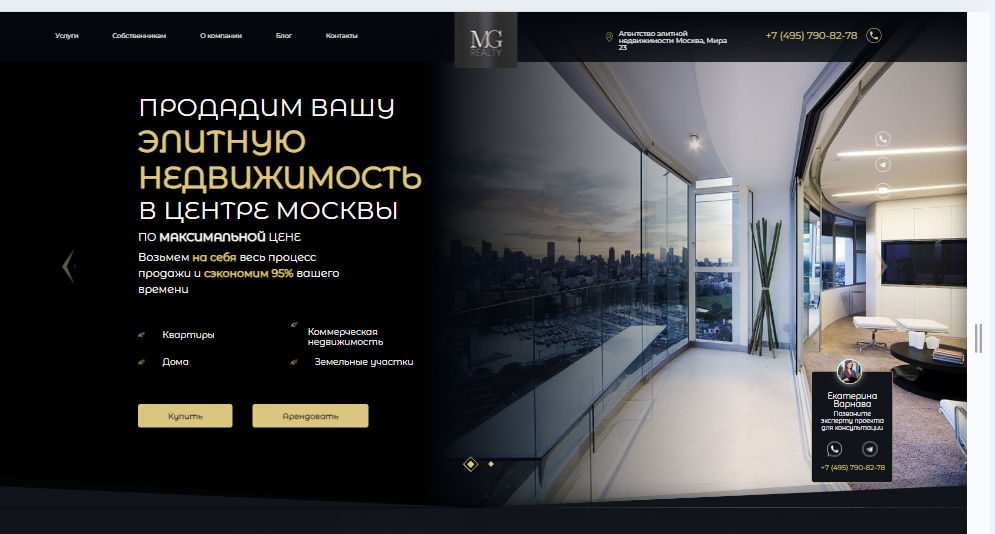 Услуги
Собственникам
О компании
Блог
Контакты
MG
REALTY
Агентство элитной
недвижимости Москва, Мира
23
+7 (495) 790-82-78
ПРОДАДИМ ВАШУ
ЭЛИТНУЮ
НЕДВИЖИМОСТЬ
В ЦЕНТРЕ МОСКВЫ
ПО МАКСИМАЛЬНОЙ ЦЕНЕ
Возьмем на себя весь процесс
продажи и сэкономим 95% вашего
времени
Квартиры
Коммерческая
недвижимость
Дома
Земельные участки
Купить
Арендовать
Екатерина
Варнава
Позвоните
эксперту проекта
для консультации
+7 (495) 790-82-78